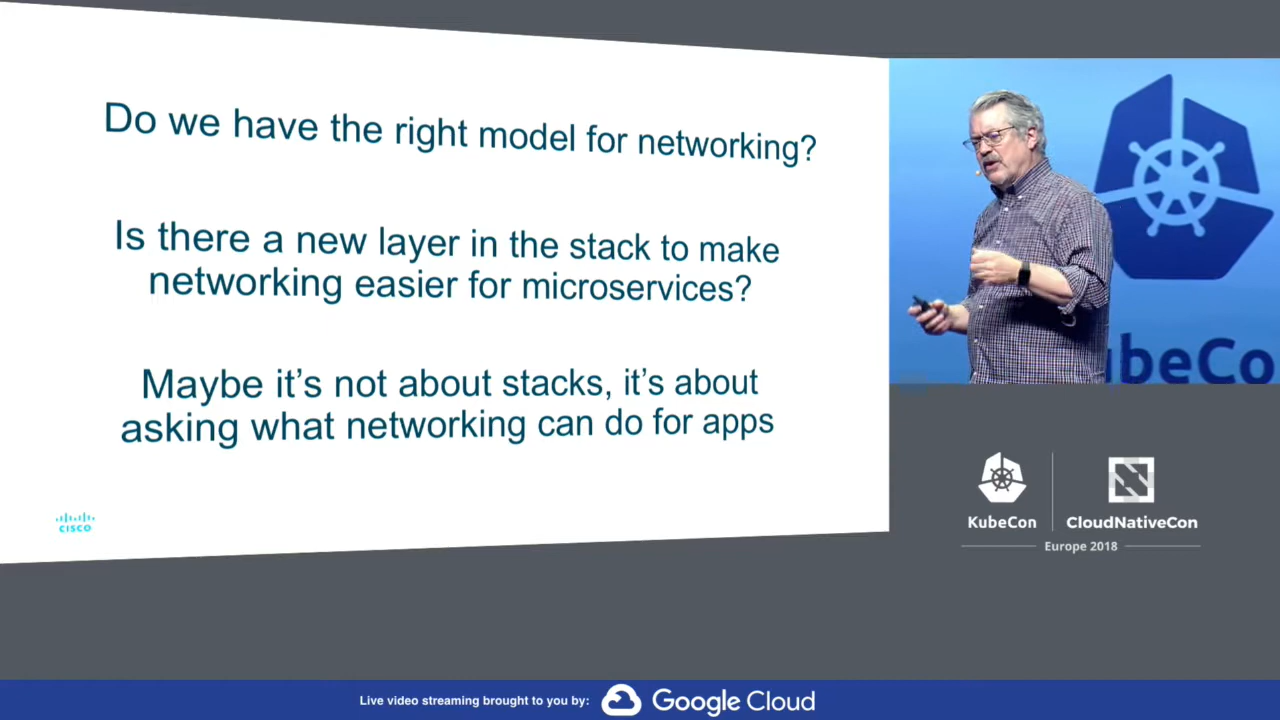 Do we have the right model for networking?
Is there a new layer in the stack to make
networking easier for microservices?
Maybe it's not about stacks, it's about
asking what networking can do for apps
CISCO
ubeCo
KubeCon
CloudNativeCon
Europe 2018
Live video streaming brought to you by:
Google Cloud